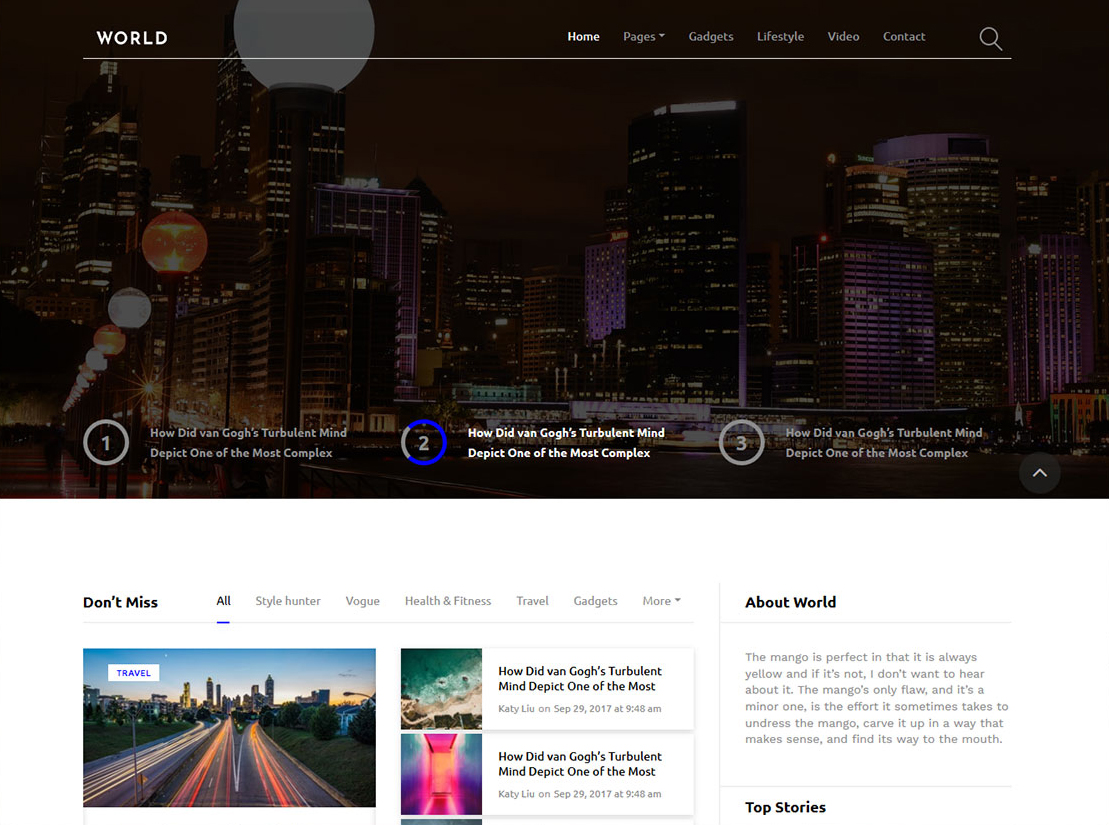 WORLD
Home Pages Gadgets Lifestyle Video Contact
1
How Did van Gogh's Turbulent Mind
Depict One of the Most Complex
2
How Did van Gogh's Turbulent Mind
Depict One of the Most Complex
3
How Did van Gogh's Turbulent Mind
Depict One of the Most Complex
Don't Miss
All Style hunter Vogue Health & Fitness Travel Gadgets More
TRAVEL
How Did van Gogh's Turbulent
Mind Depict One of the Most
Katy Liu on Sep 29, 2017 at 9:48 am
How Did van Gogh's Turbulent
Mind Depict One of the Most
Katy Liu on Sep 29, 2017 at 9:48 am
About World
The mango is perfect in that it is always
yellow and if it's not, I don't want to hear
about it. The mango's only flaw, and it's a
minor one, is the effort it sometimes takes to
undress the mango, carve it up in a way that
makes sense, and find its way to the mouth.
Top Stories